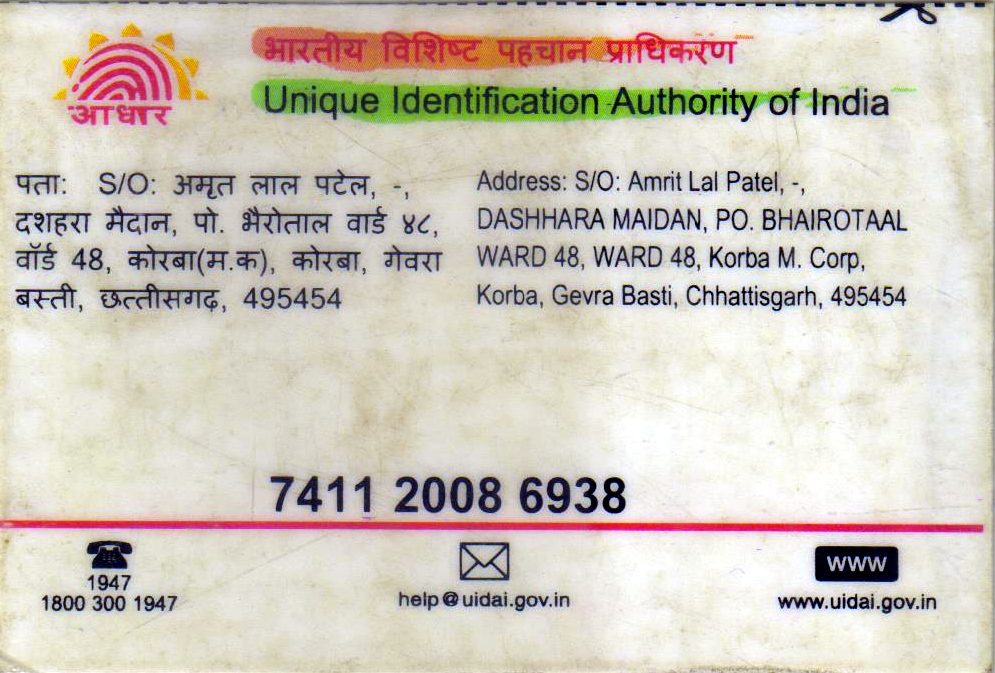 आधार
भारतीय विशिष्ट पहचान प्राधिकरण
Unique Identification Authority of India
पता: S/O: अमृत लाल पटेल, -,
दशहरा मैदान, पो. भैरोताल वार्ड ४८,
वॉर्ड 48, कोरबा(म.क), कोरबा, गेवरा
बस्ती, छत्तीसगढ़, 495454
Address: S/O: Amrit Lal Patel, -,
DASHHARA MAIDAN, PO. BHAIROTAAL
WARD 48, WARD 48, Korba M. Corp,
Korba, Gevra Basti, Chhattisgarh, 495454
7411 2008 6938
1947
1800 300 1947
help@uidai.gov.in
www
www.uidai.gov.in